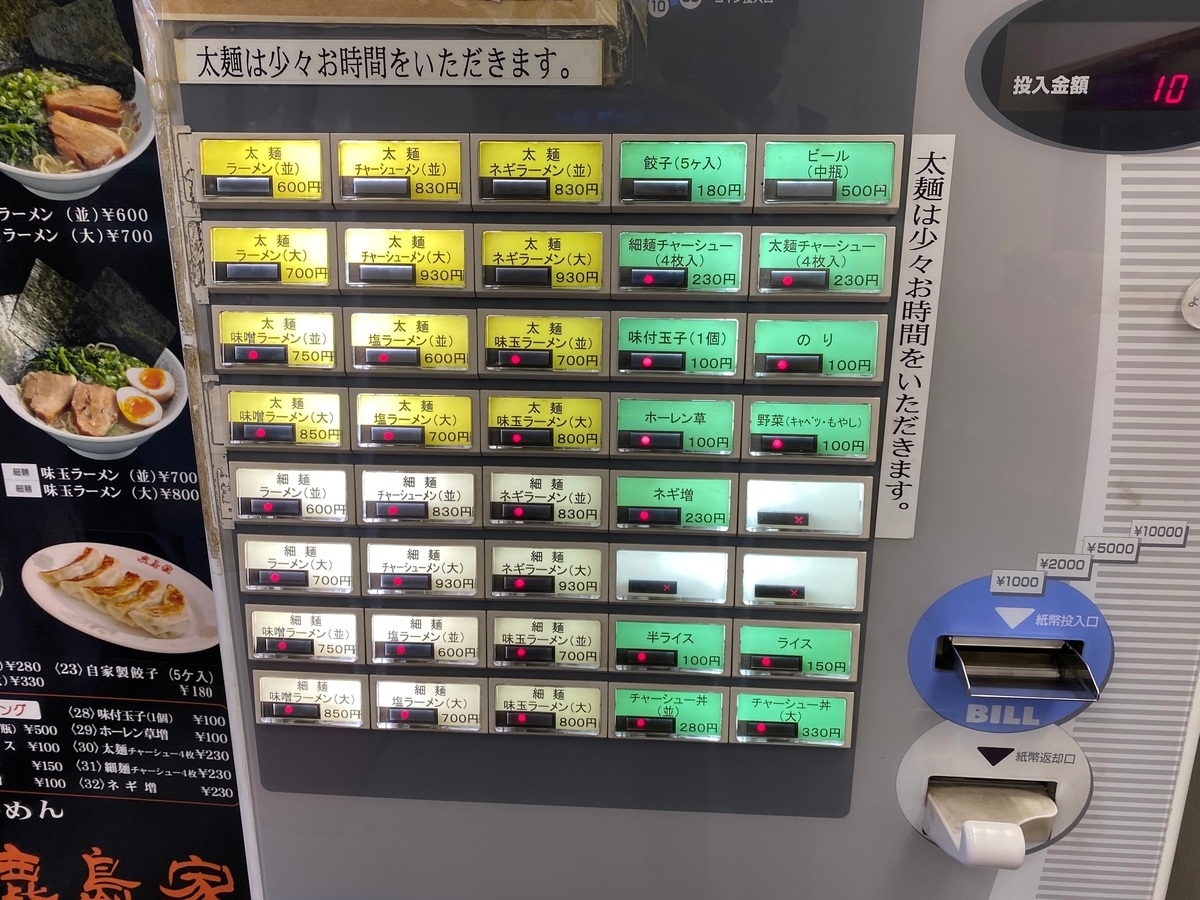 太麺は少々お時間をいただきます。
投入金額
10
太麺
ラーメン(並)
600円
太麺
チャーシューメン(並)
830円
太麺
ネギラーメン(並)
830円
餃子(5ヶ入)
180円
ビール
(中瓶)
500円
太麺
ラーメン(大)
700円
太麺
チャーシューメン(大)
930円
太麺
ネギラーメン(大)
930円
細麺チャーシュー
(4枚入)
230円
太麺チャーシュー
(4枚入)
230円
太麺
味噌ラーメン(並)
750円
太麺
塩ラーメン(並)
600円
太麺
味玉ラーメン(並)
700円
味付玉子(1個)
100円
のり
100円
太麺
味噌ラーメン(大)
850円
太麺
塩ラーメン(大)
700円
太麺
味玉ラーメン(大)
800円
ホーレン草
100円
野菜(キャベツ・もやし)
100円
細麺
ラーメン(並)
600円
細麺
チャーシューメン(並)
830円
細麺
ネギラーメン(並)
830円
ネギ増
230円
細麺
ラーメン(大)
700円
細麺
チャーシューメン(大)
930円
細麺
ネギラーメン(大)
930円
細麺
味噌ラーメン(並)
750円
細麺
塩ラーメン(並)
600円
細麺
味玉ラーメン(並)
700円
半ライス
100円
ライス
150円
細麺
味噌ラーメン(大)
850円
細麺
塩ラーメン(大)
700円
細麺
味玉ラーメン(大)
800円
チャーシュー丼
(並)
280円
チャーシュー丼
(大)
330円
太麺は少々お時間をいただきます。
¥10000
¥5000
¥2000
¥1000
紙幣投入口
BILL
紙幣返却口
ラーメン(並)¥600
ラーメン(大)¥700
細麺 味玉ラーメン(並)¥700
細麺 味玉ラーメン(大)¥800
)¥280 〈23〉自家製餃子(5ケ入)
¥330 ¥180
ング 〈28〉味付玉子(1個) ¥100
瓶)¥500 〈29〉ホーレン草増 ¥100
ス ¥100 〈30〉太麺チャーシュー4枚¥230
¥150 〈31〉細麺チャーシュー4枚¥230
¥100 〈32〉ネギ増 ¥230
めん
鹿島家